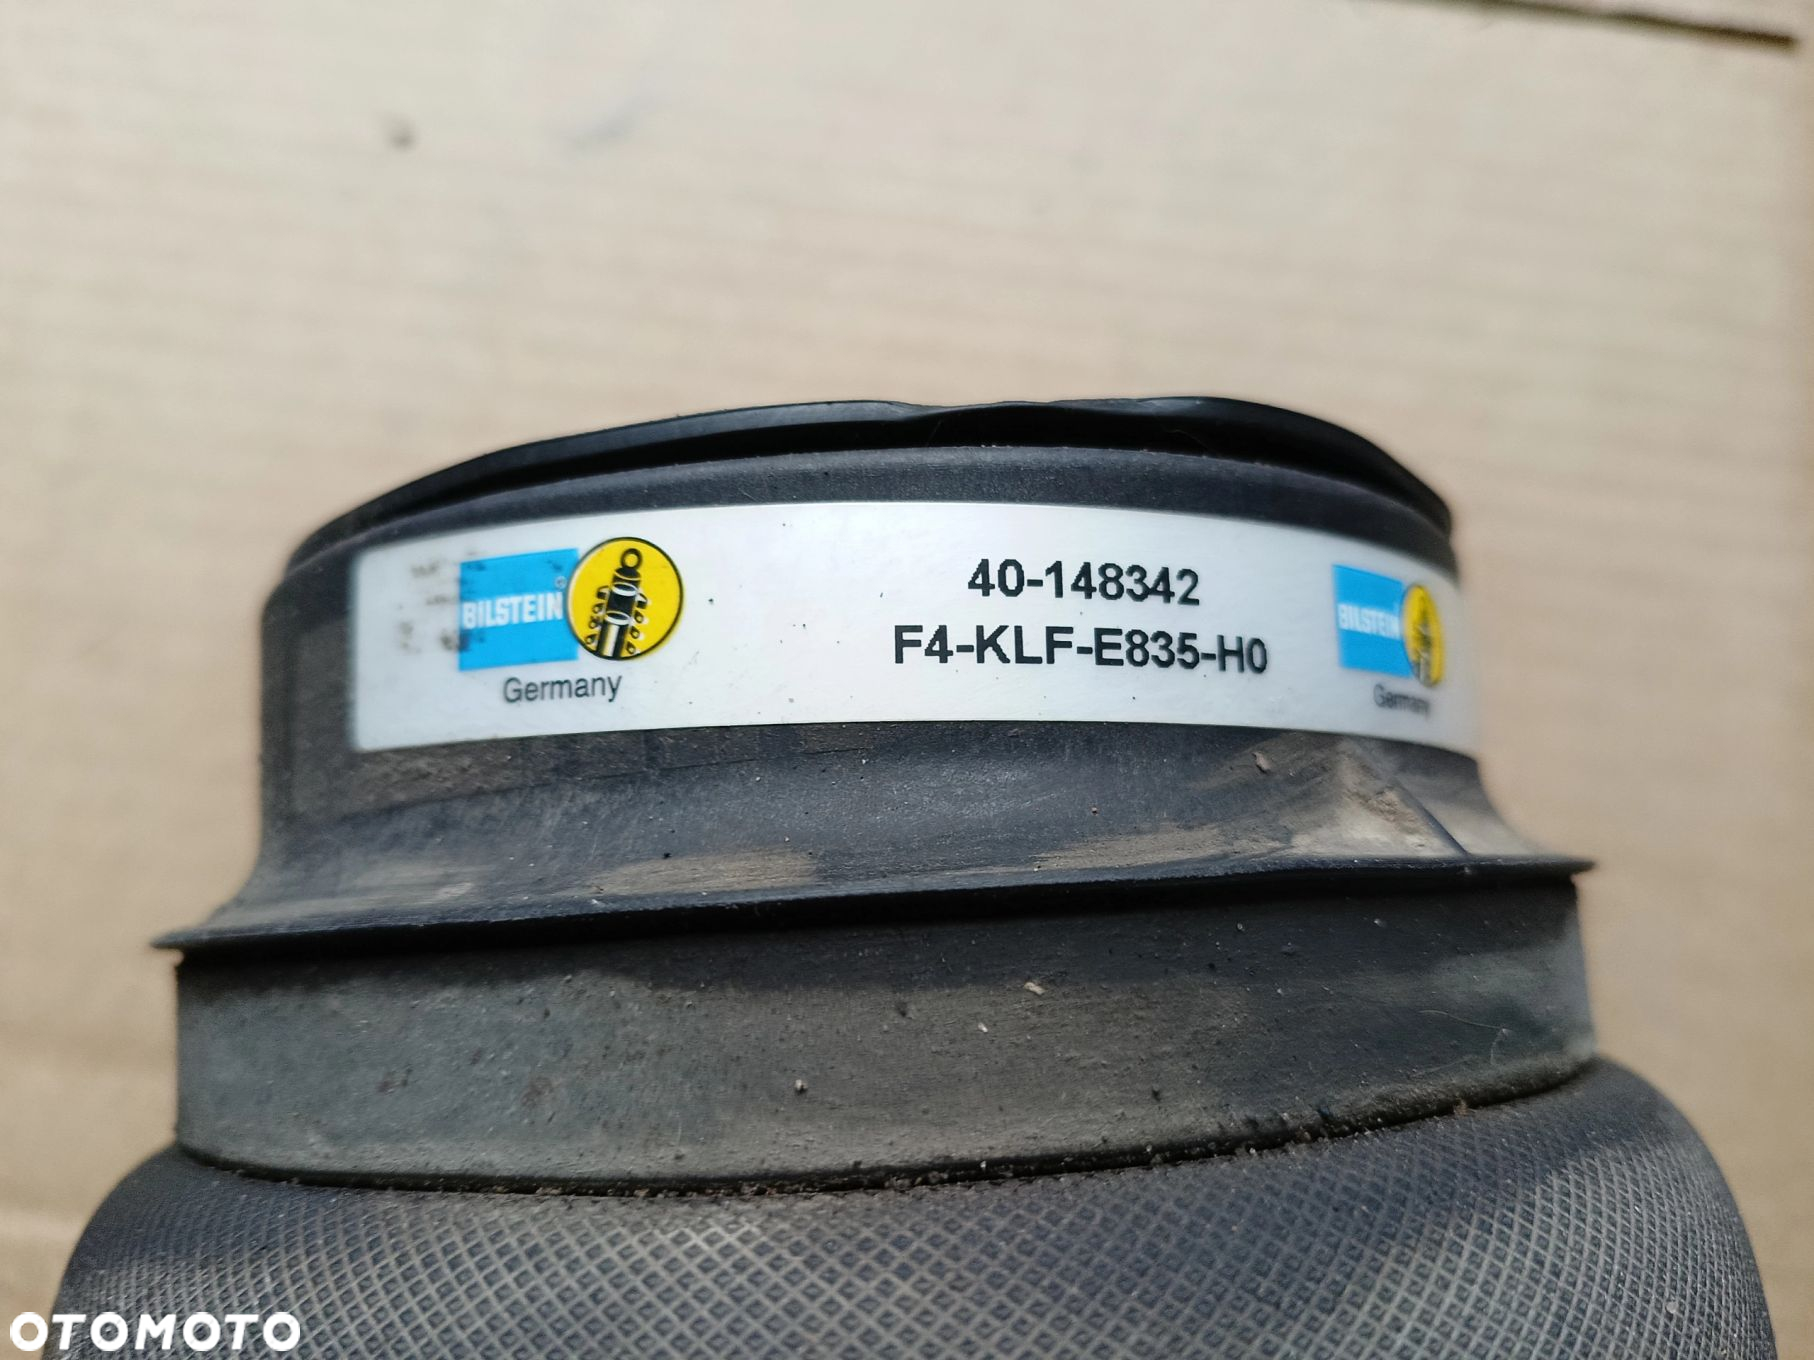 BILSTEIN
Germany
40-148342
F4-KLF-E835-H0
BILSTEIN
Germany
OTOMOTO